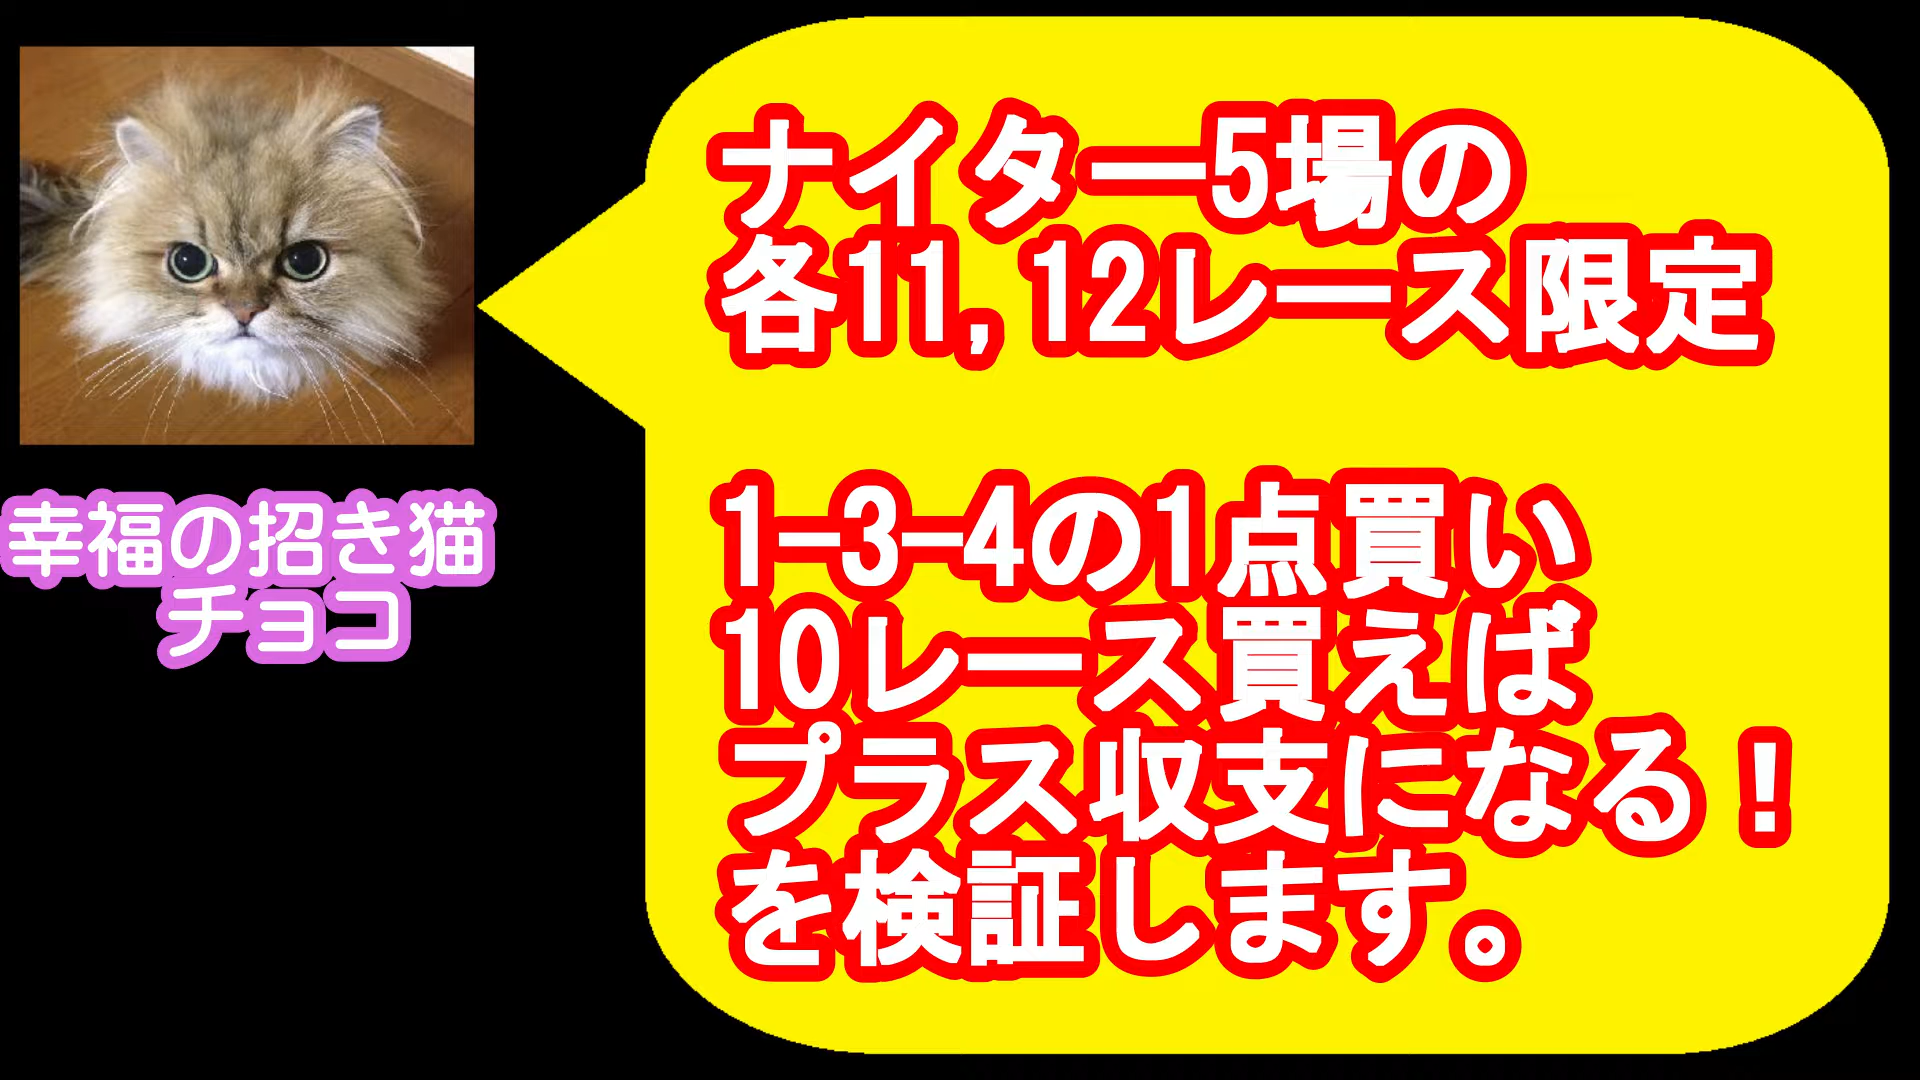 幸福の招き猫
チョコ
ナイター5場の
各11,12レース限定
1-3-4の1点買い
10レース買えば
プラス収支になる！
を検証します。